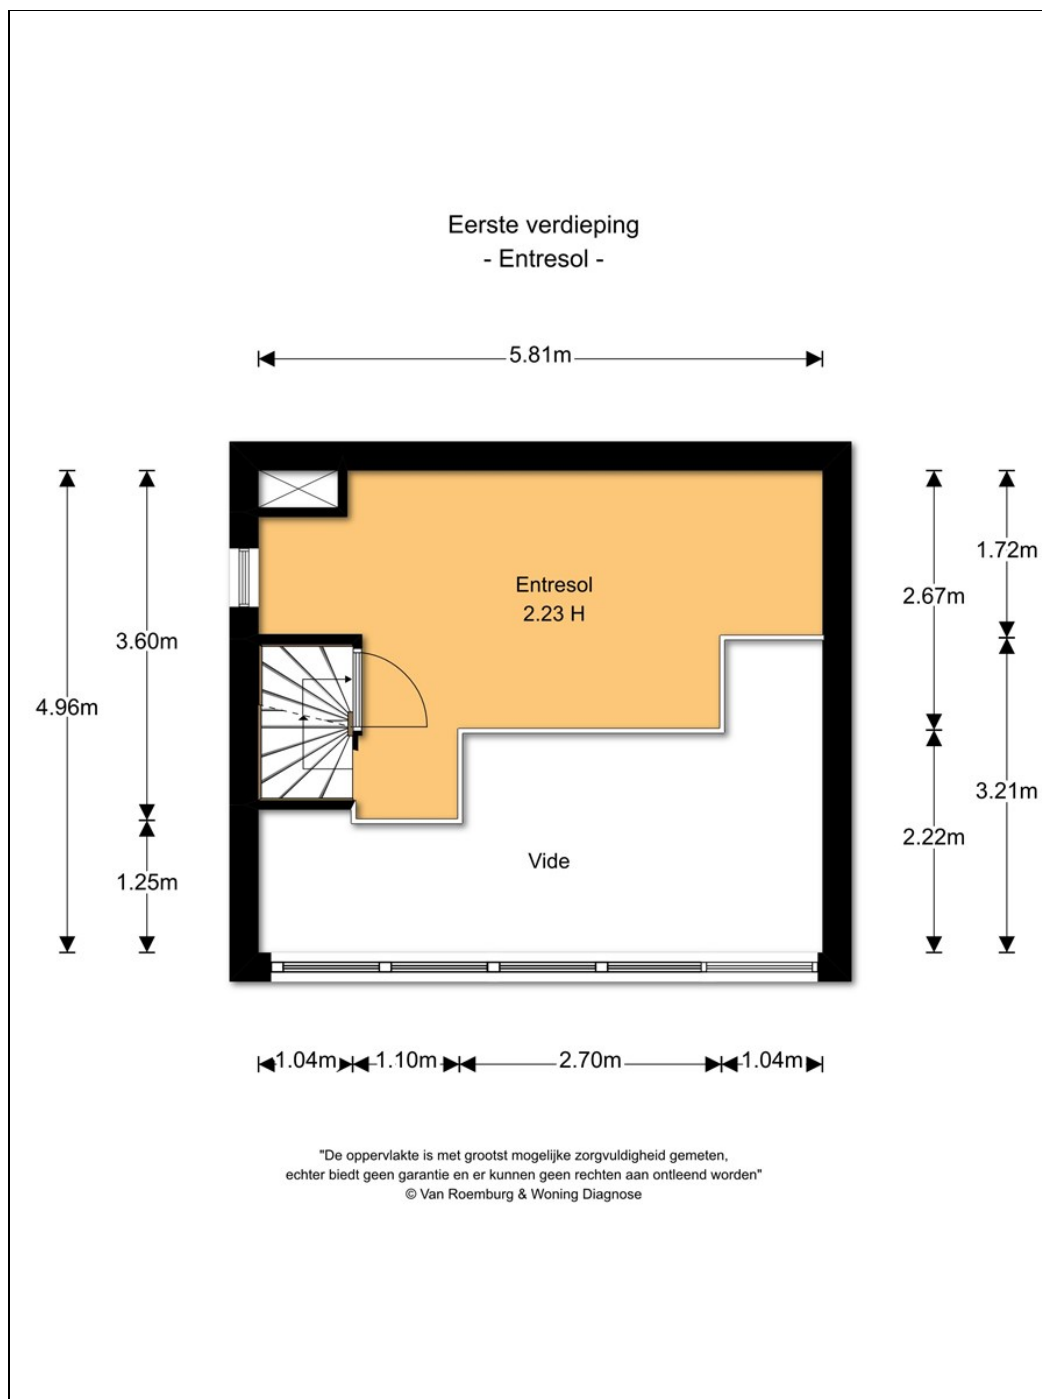 Eerste verdieping
- Entresol -
5.81m
Entresol
2.23 H
1.72m
2.67m
3.60m
4.96m
3.21m
2.22m
Vide
1.25m
1.04m 1.10m 2.70m 1.04m
"De oppervlakte is met grootst mogelijke zorgvuldigheid gemeten,
echter biedt geen garantie en er kunnen geen rechten aan ontleend worden"
© Van Roemburg & Woning Diagnose